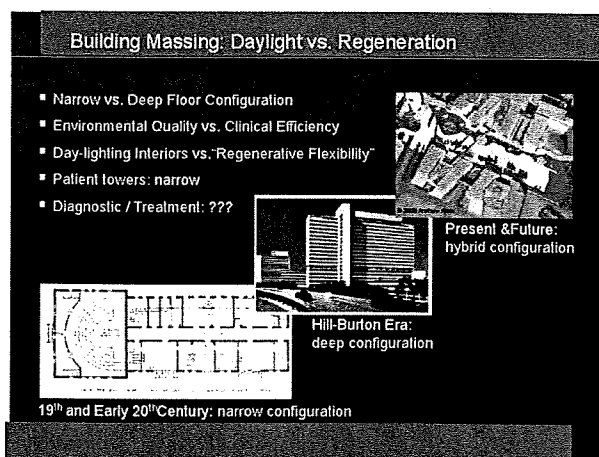 Building Massing: Daylight vs. Regeneration
▪ Narrow vs. Deep Floor Configuration
▪ Environmental Quality vs. Clinical Efficiency
▪ Day-lighting Interiors vs."Regenerative Flexibility"
▪ Patient towers: narrow
▪ Diagnostic / Treatment: ???
Present &Future:
hybrid configuration
Hill-Burton Era:
deep configuration
19th and Early 20th Century: narrow configuration